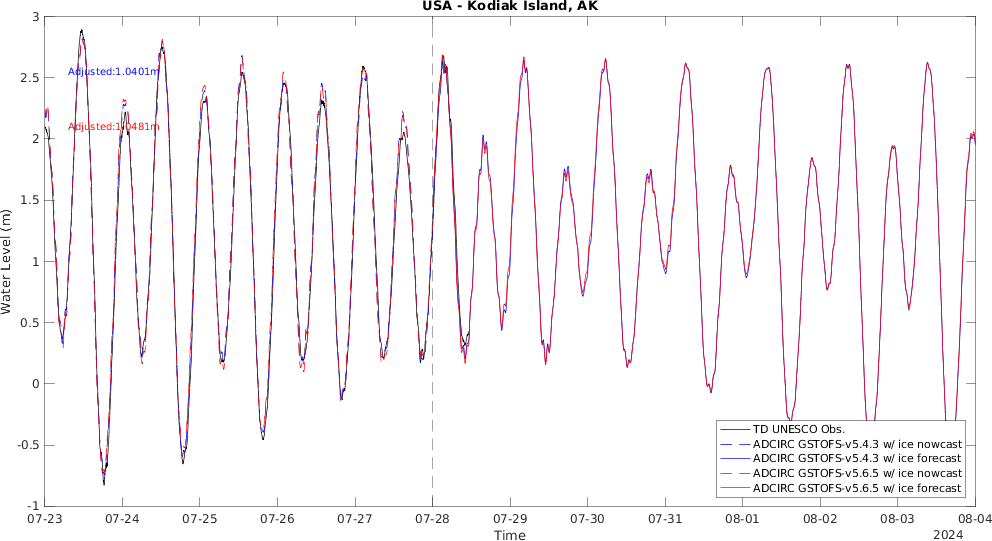 USA - Kodiak Island, AK
3
2.5
2
1.5
1
0.5
0
-0.5
-1
Water Level (m)
Adjusted:1.0401m
Adjusted:1.0481m
TD UNESCO Obs.
ADCIRC GSTOFS-v5.4.3 w/ ice nowcast
ADCIRC GSTOFS-v5.4.3 w/ ice forecast
ADCIRC GSTOFS-v5.6.5 w/ ice nowcast
ADCIRC GSTOFS-v5.6.5 w/ ice forecast
07-23 07-24 07-25 07-26 07-27 07-28 07-29 07-30 07-31 08-01 08-02 08-03 08-04
Time
2024